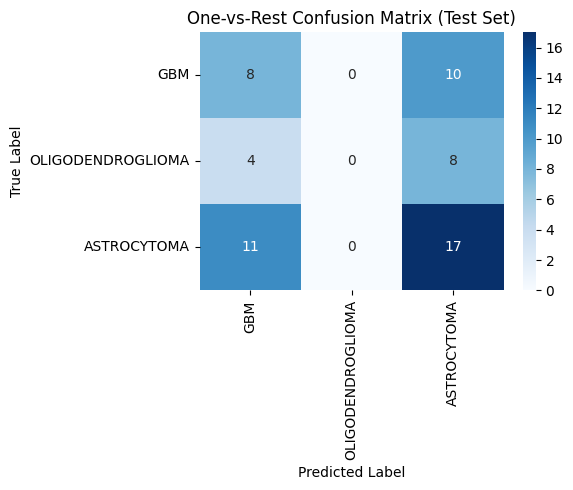 One-vs-Rest Confusion Matrix (Test Set)
True Label
GBM 8 0 10
OLIGODENDROGLIOMA 4 0 8
ASTROCYTOMA 11 0 17
GBM OLIGODENDROGLIOMA ASTROCYTOMA
Predicted Label
16
14
12
10
8
6
4
2
0